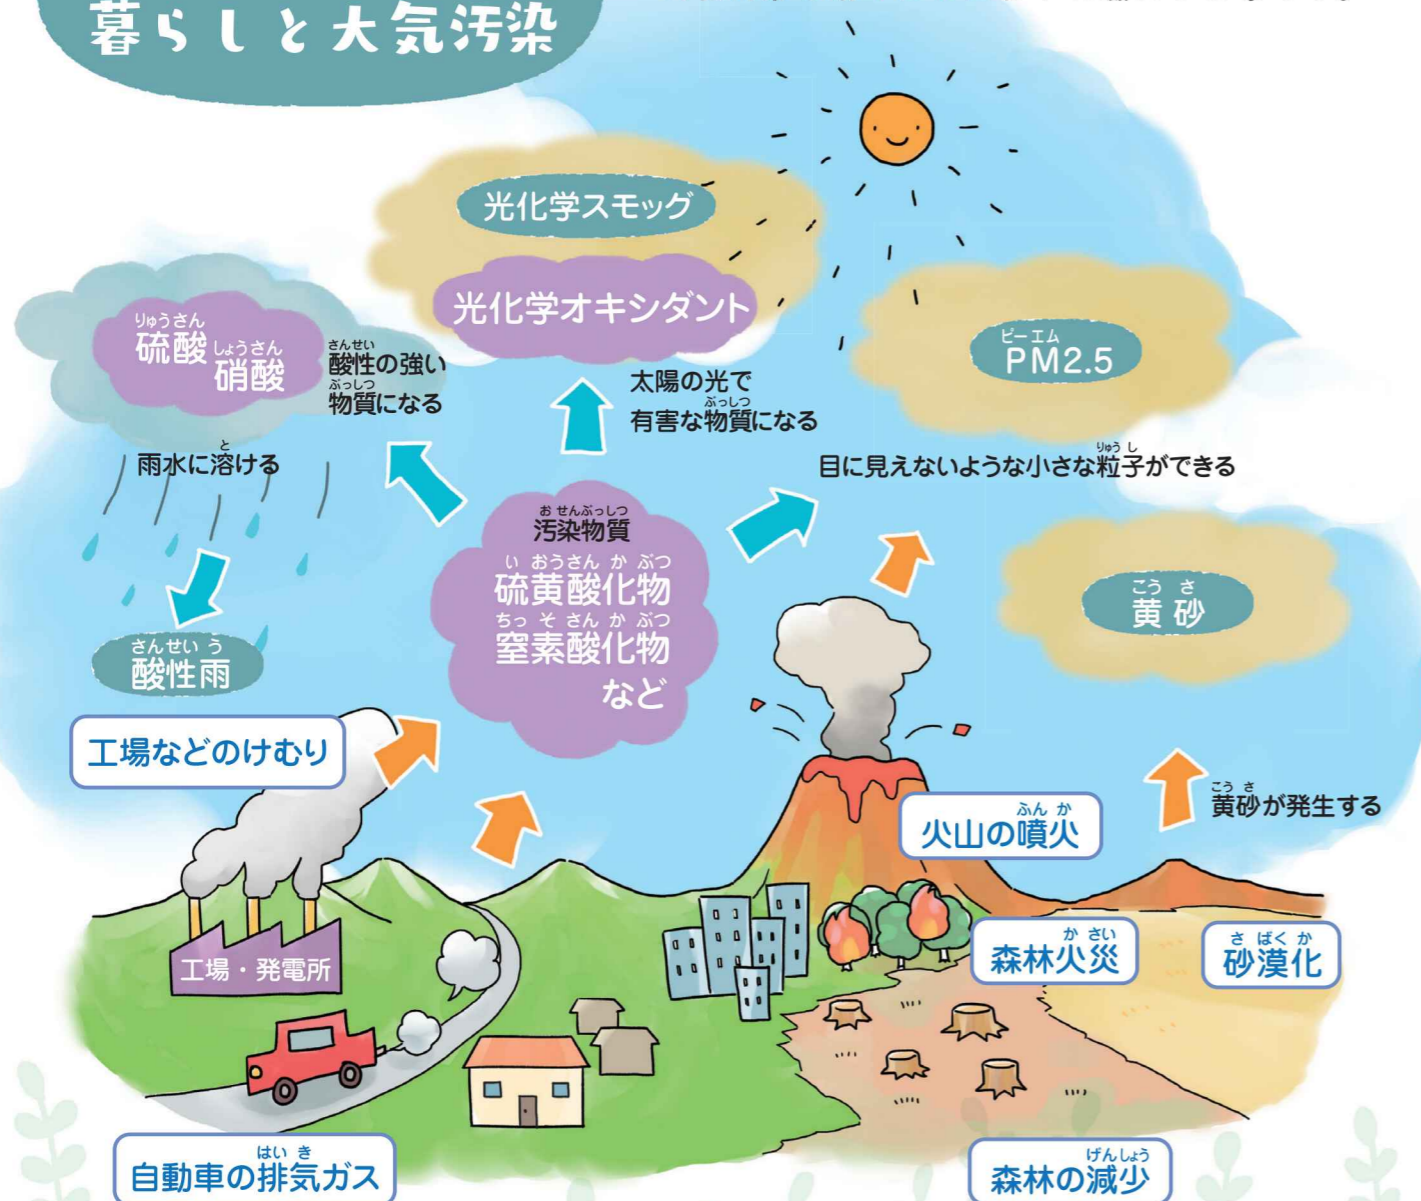 暮らしと大気汚染
光化学スモッグ
光化学オキシダント
りゅうさん
硫酸
しょうさん
硝酸
さんせい
酸性の強い
ぶっしつ
物質になる
太陽の光で
ぶっしつ
有害な物質になる
ピーエム
PM2.5
と
雨水に溶ける
りゅうし
目に見えないような小さな粒子ができる
おせんぶっしつ
汚染物質
いおうさんかぶつ
硫黄酸化物
ちっそさんかぶつ
窒素酸化物
など
こうさ
黄砂
さんせいう
酸性雨
工場などのけむり
こうさ
黄砂が発生する
ふんか
火山の噴火
かさい
森林火災
さばくか
砂漠化
工場・発電所
はいき
自動車の排気ガス
げんしょう
森林の減少